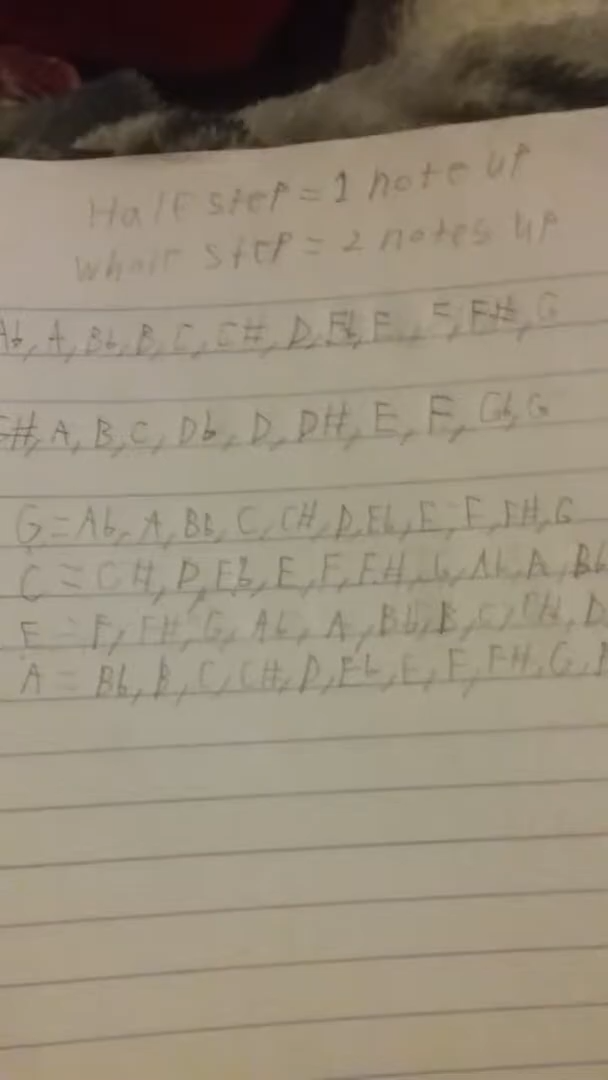 Half step = 1 note up
Whole step = 2 notes up
Ab, A, Bb, B, C, C#, D, Eb, E, F, F#, G
G#, A, B, C, Db, D, D#, E, F, Gb, G
G = Ab, A, Bb, C, C#, D, Eb, E, F, F#, G
C = C#, D, Eb, E, F, F#, G, Ab, A, Bb
E = F, F#, G, Ab, A, Bb, B, C, C#, D
A = Bb, B, C, C#, D, Eb, E, F, F#, G,